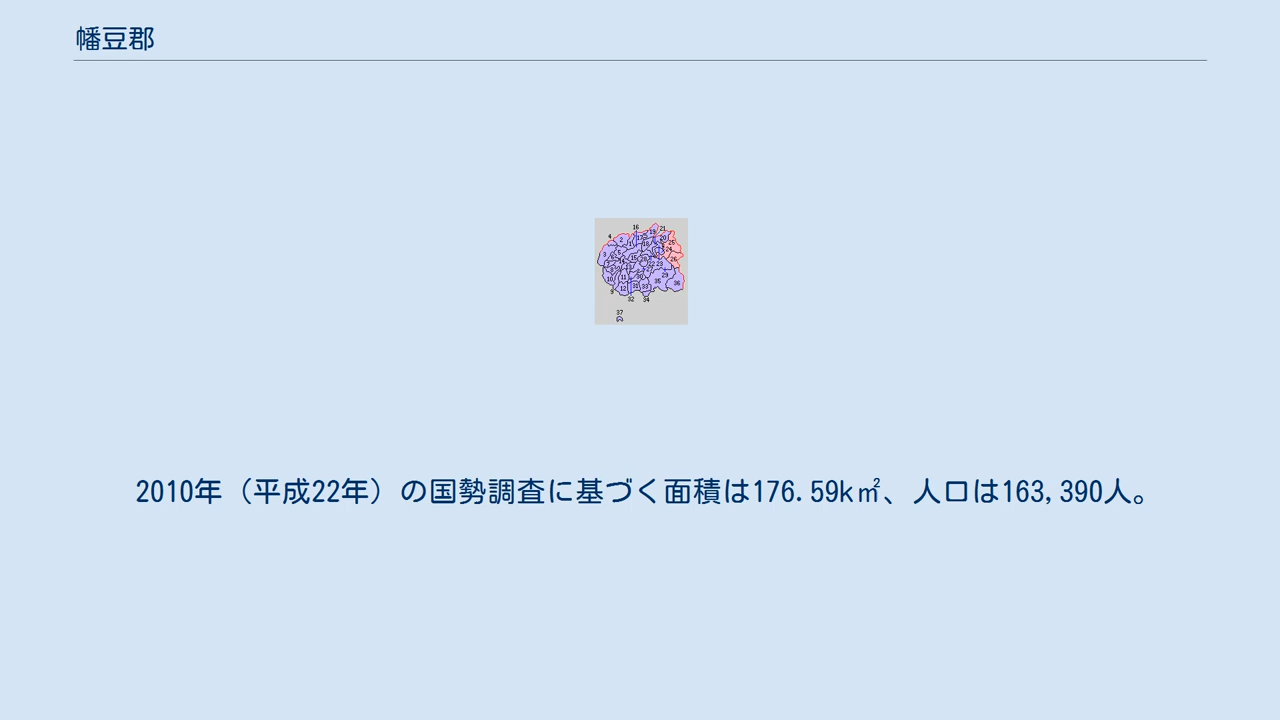 幡豆郡
2010年（平成22年）の国勢調査に基づく面積は176.59k㎡、人口は163,390人。